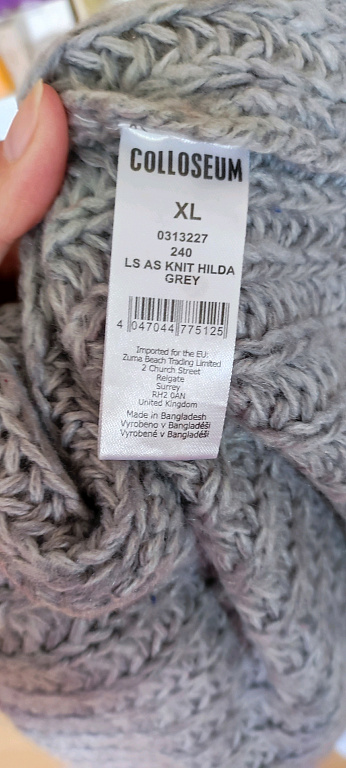 COLLOSEUM
XL
0313227
240
LS AS KNIT HILDA
GREY
4 047044 775125
Imported for the EU:
Zuma Beach Trading Limited
2 Church Street
Reigate
Surrey
RH2 0AN
United Kingdom
Made in Bangladesh
Vyrobeno v Bangladéši
Vyrobené v Bangladéši